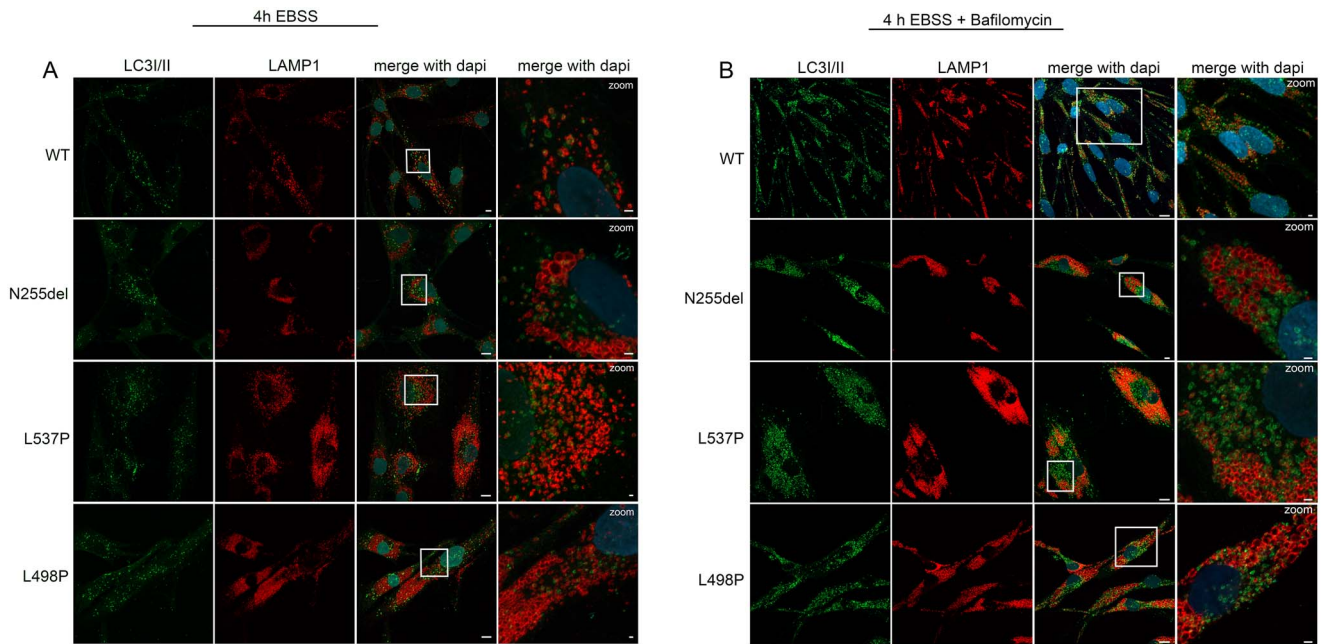 4h EBSS
4 h EBSS + Bafilomycin
A
LC3I/II LAMP1 merge with dapi merge with dapi
WT
zoom
N255del
zoom
L537P
zoom
L498P
zoom
B
LC3I/II LAMP1 merge with dapi merge with dapi
WT
zoom
N255del
zoom
L537P
zoom
L498P
zoom